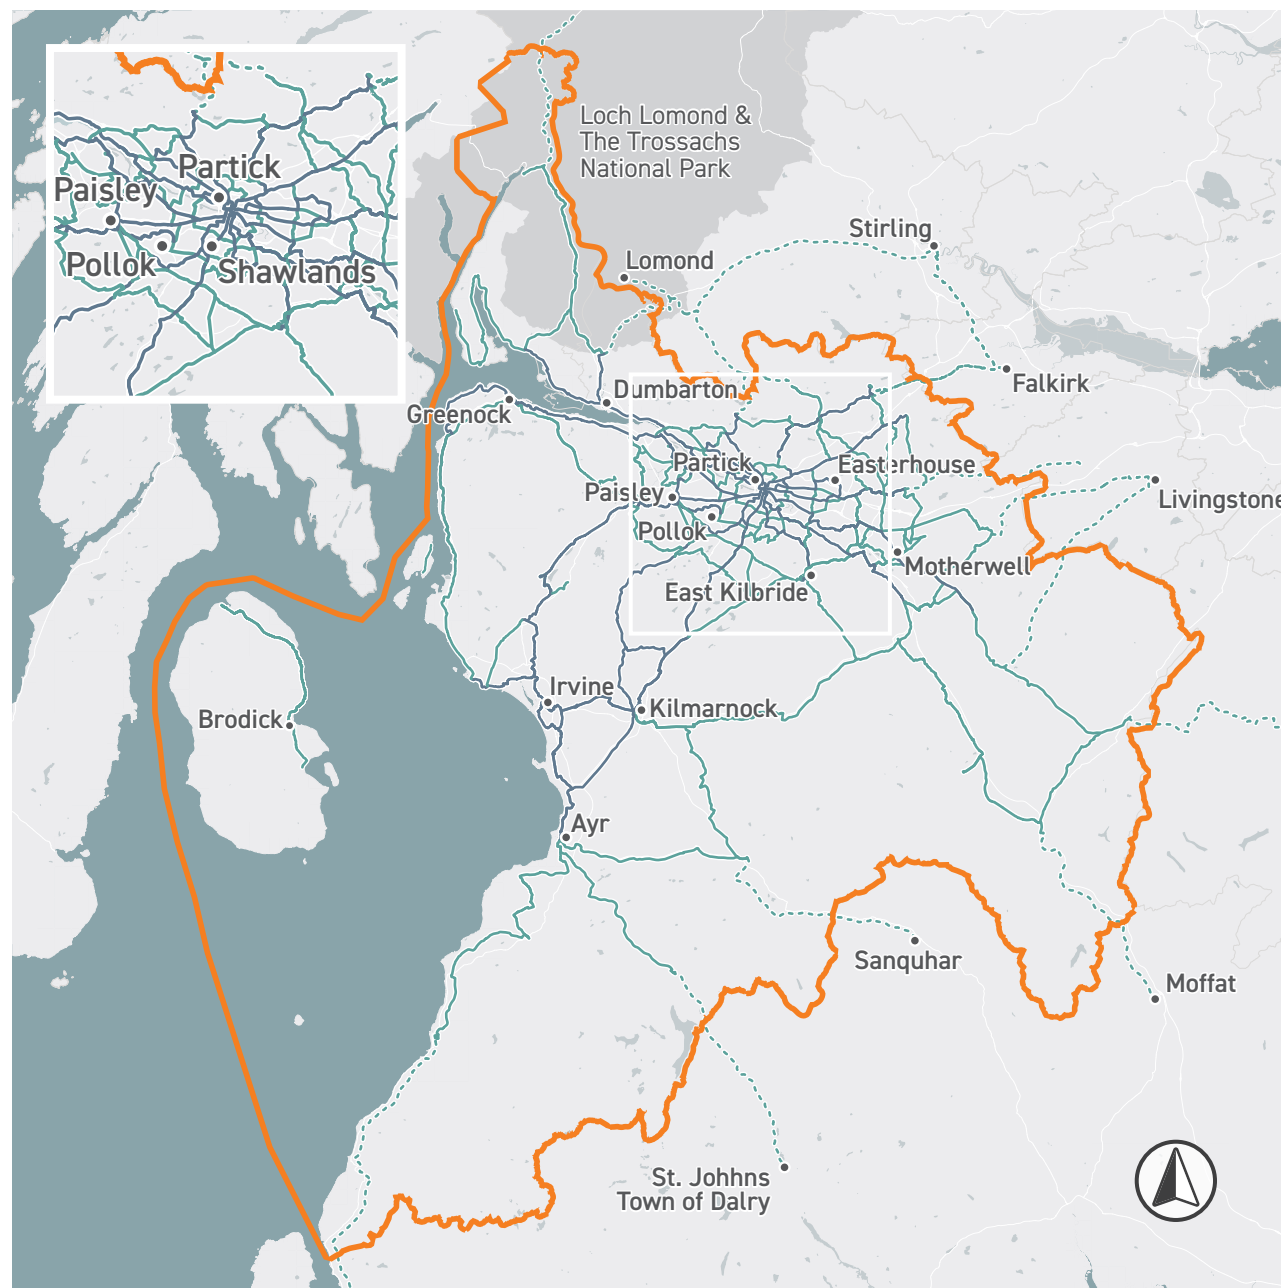 Loch Lomond &
The Trossachs
National Park
Partick
Paisley
Pollok
Shawlands
Stirling
Lomond
Dumbarton
Falkirk
Greenock
Partick
Easterhouse
Paisley
Livingstone
Pollok
Motherwell
East Kilbride
Irvine
Kilmarnock
Brodick
Ayr
Sanquhar
Moffat
St. Johhns
Town of Dalry